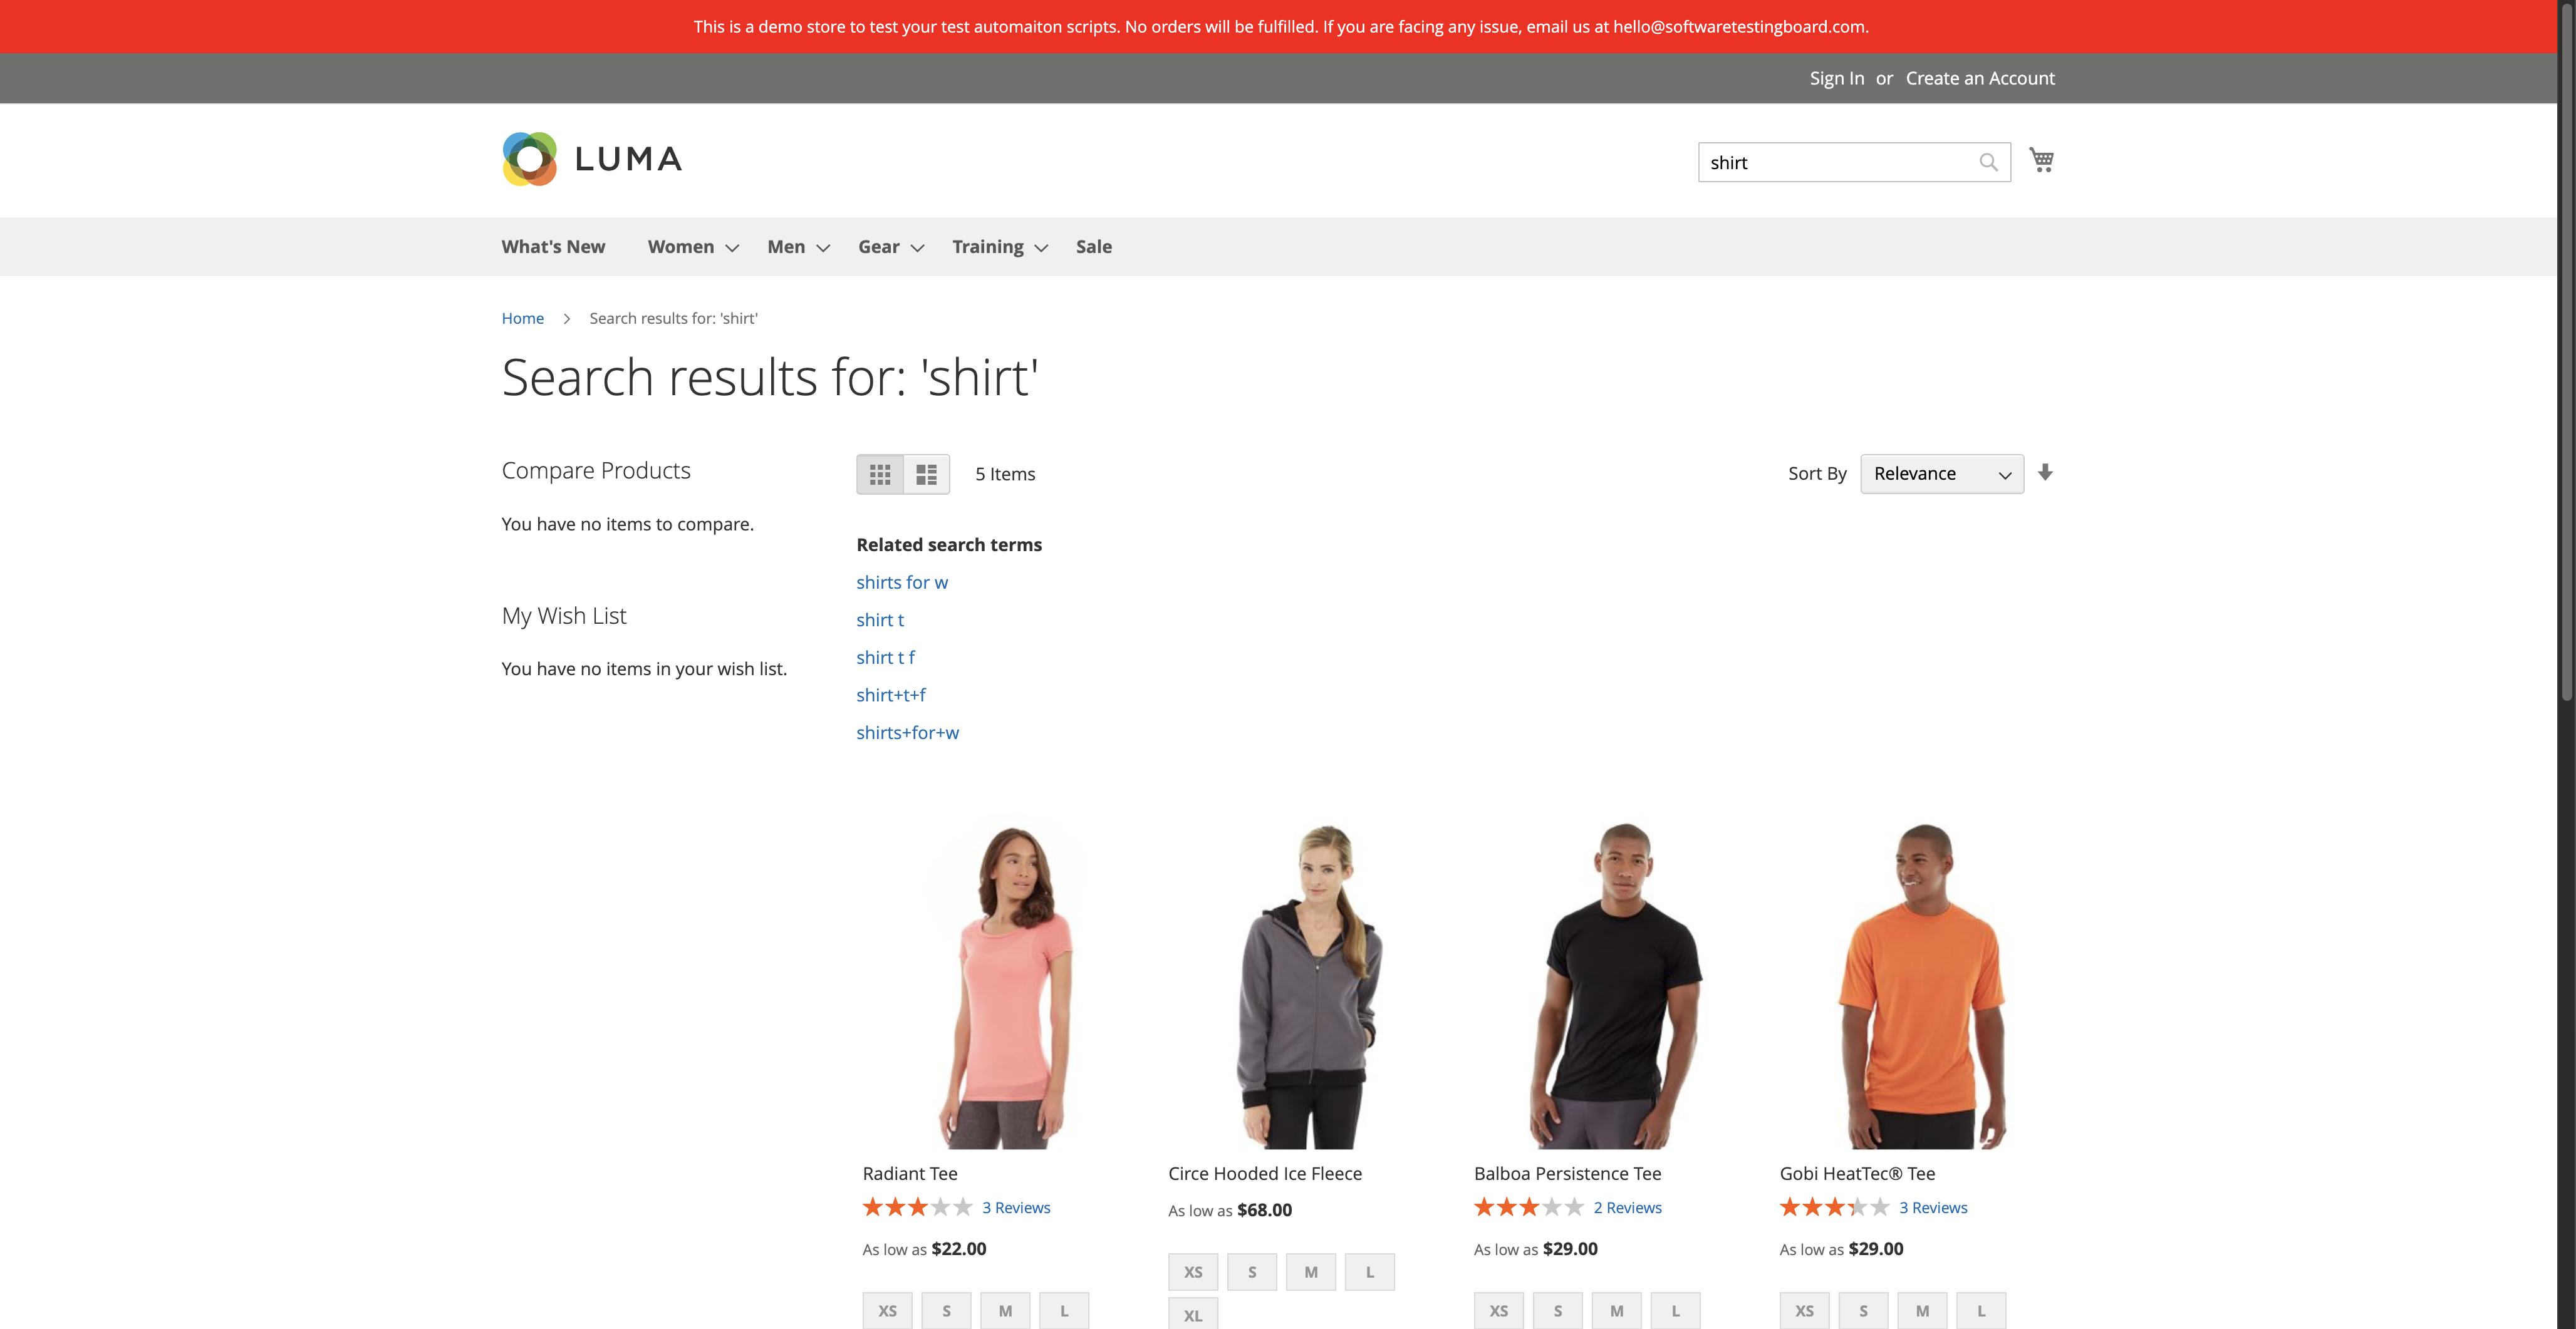 This is a demo store to test your test automaiton scripts. No orders will be fulfilled. If you are facing any issue, email us at hello@softwaretestingboard.com.
Sign In or Create an Account
LUMA
shirt
What's New Women Men Gear Training Sale
Home Search results for: 'shirt'
Search results for: 'shirt'
Compare Products
You have no items to compare.
My Wish List
You have no items in your wish list.
5 Items
Sort By Relevance
Related search terms
shirts for w
shirt t
shirt t f
shirt+t+f
shirts+for+w
Radiant Tee
3 Reviews
As low as $22.00
XS S M L
Circe Hooded Ice Fleece
As low as $68.00
XS S M L
XL
Balboa Persistence Tee
2 Reviews
As low as $29.00
XS S M L
Gobi HeatTec® Tee
3 Reviews
As low as $29.00
XS S M L